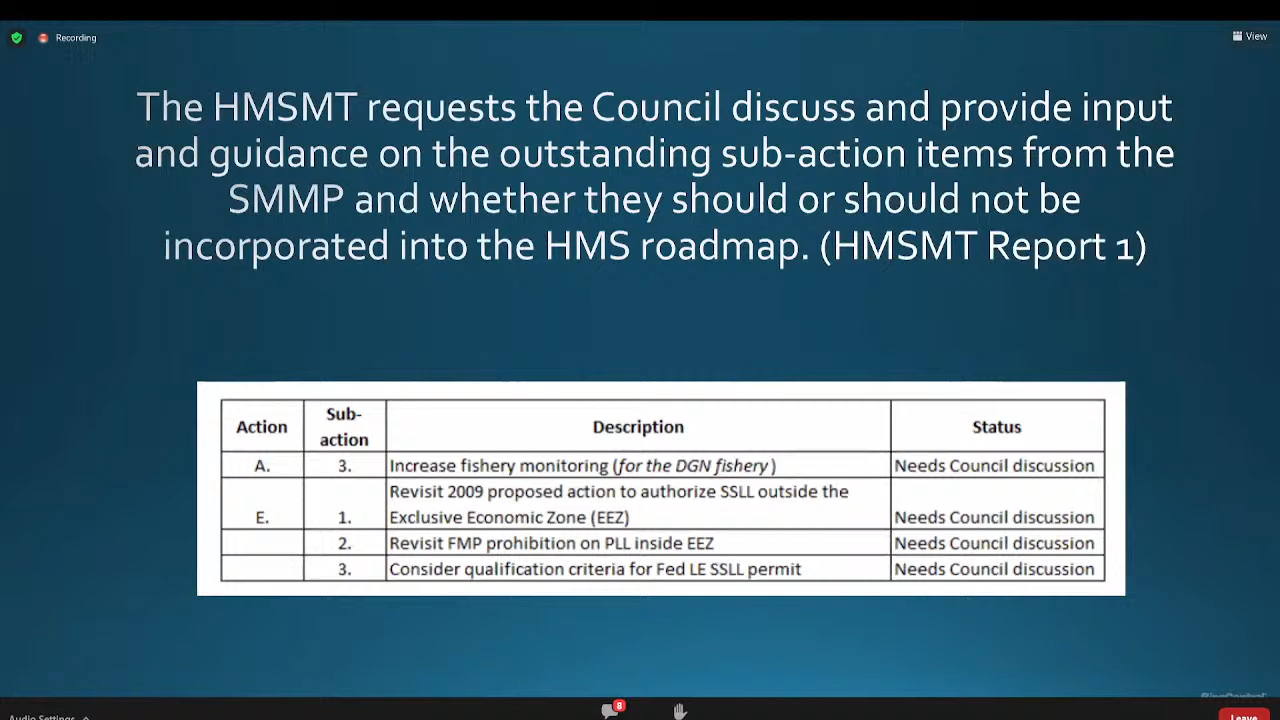 Recording
View
The HMSMT requests the Council discuss and provide input
and guidance on the outstanding sub-action items from the
SMMP and whether they should or should not be
incorporated into the HMS roadmap. (HMSMT Report 1)
Action Sub-action Description Status
A. 3. Increase fishery monitoring (for the DGN fishery) Needs Council discussion
Revisit 2009 proposed action to authorize SSLL outside the
E. 1. Exclusive Economic Zone (EEZ) Needs Council discussion
2. Revisit FMP prohibition on PLL inside EEZ Needs Council discussion
3. Consider qualification criteria for Fed LE SSLL permit Needs Council discussion
Audio Settings
8
Leave